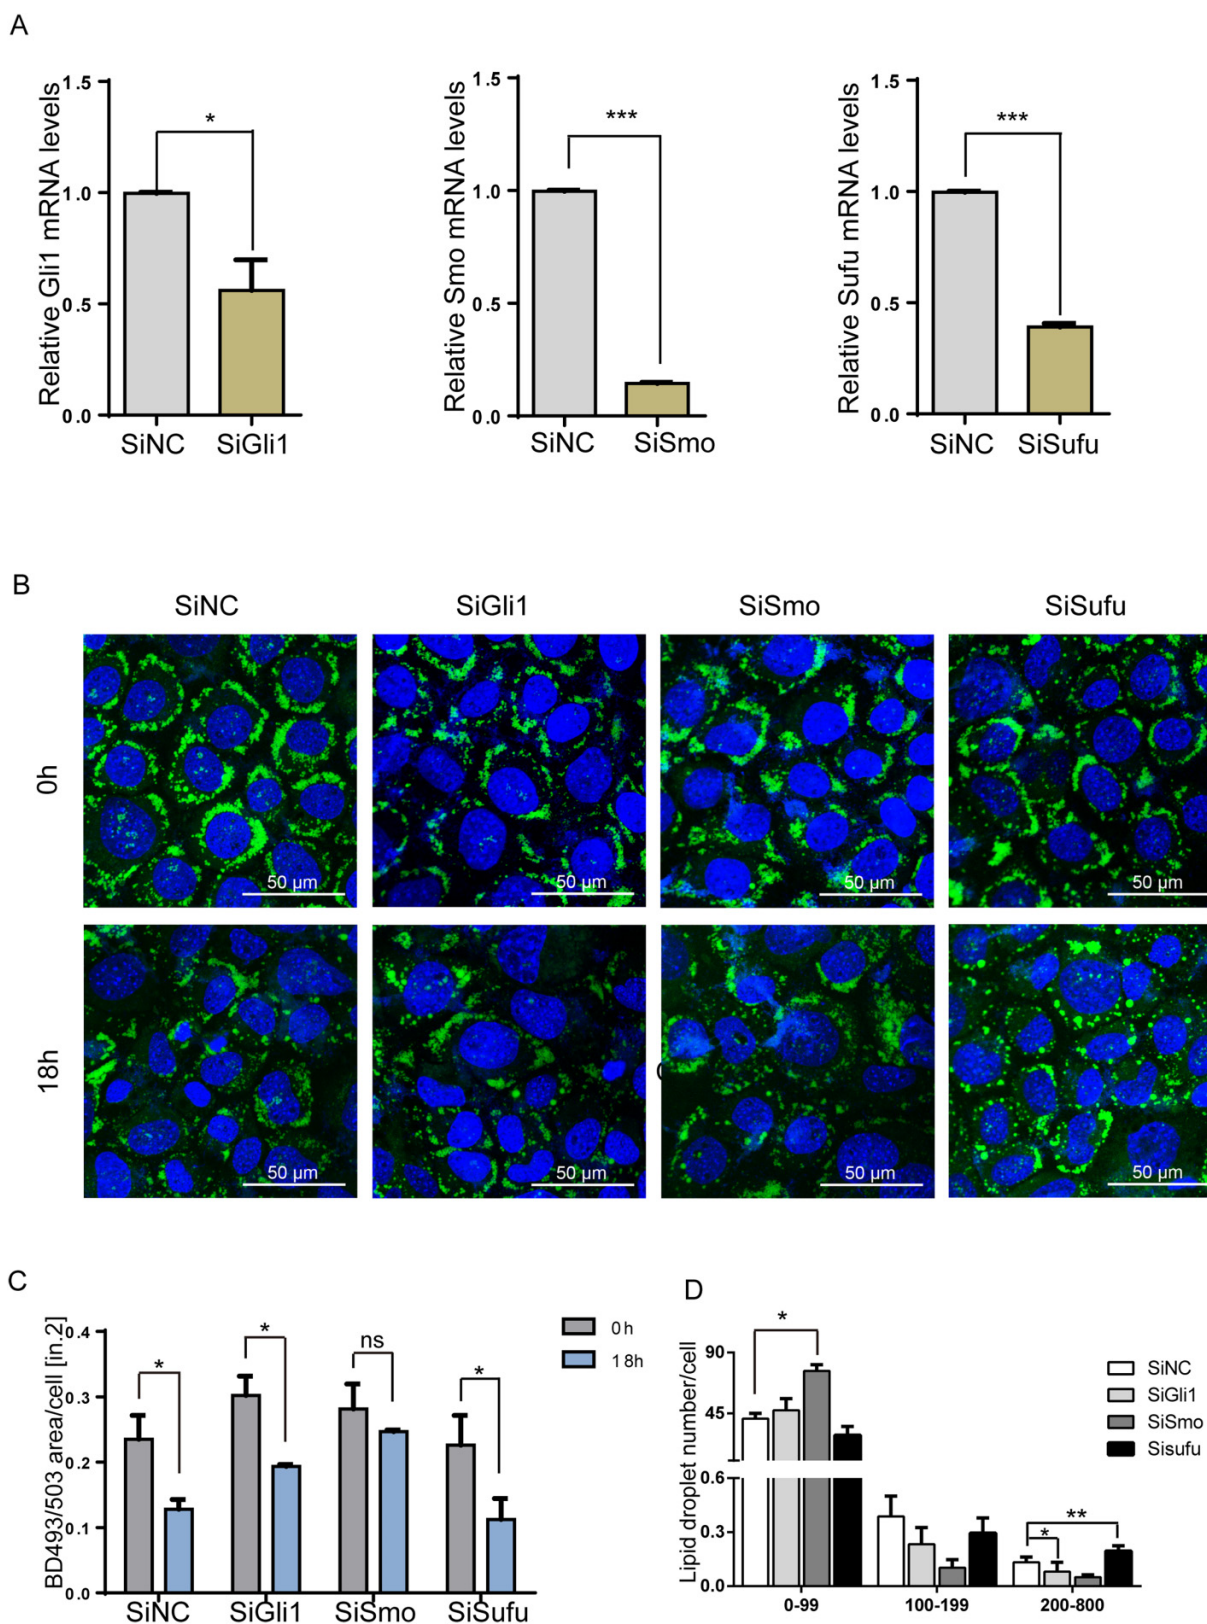 A
Relative Gli1 mRNA levels
1.5
1.0
0.5
0.0
*
SiNC SiGli1
Relative Smo mRNA levels
1.5
1.0
0.5
0.0
***
SiNC SiSmo
Relative Sufu mRNA levels
1.5
1.0
0.5
0.0
***
SiNC SiSufu
B
SiNC SiGli1 SiSmo SiSufu
0h
50 µm 50 µm 50 µm 50 µm
18h
50 µm 50 µm 50 µm 50 µm
C
BD493/503 area/cell [in.2]
0.4
0.3
0.2
0.1
0.0
* * ns *
SiNC SiGli1 SiSmo SiSufu
0h
18h
D
Lipid droplet number/cell
90
45
0.6
0.3
0.0
*
* **
0-99 100-199 200-800
SiNC
SiGli1
SiSmo
Sisufu